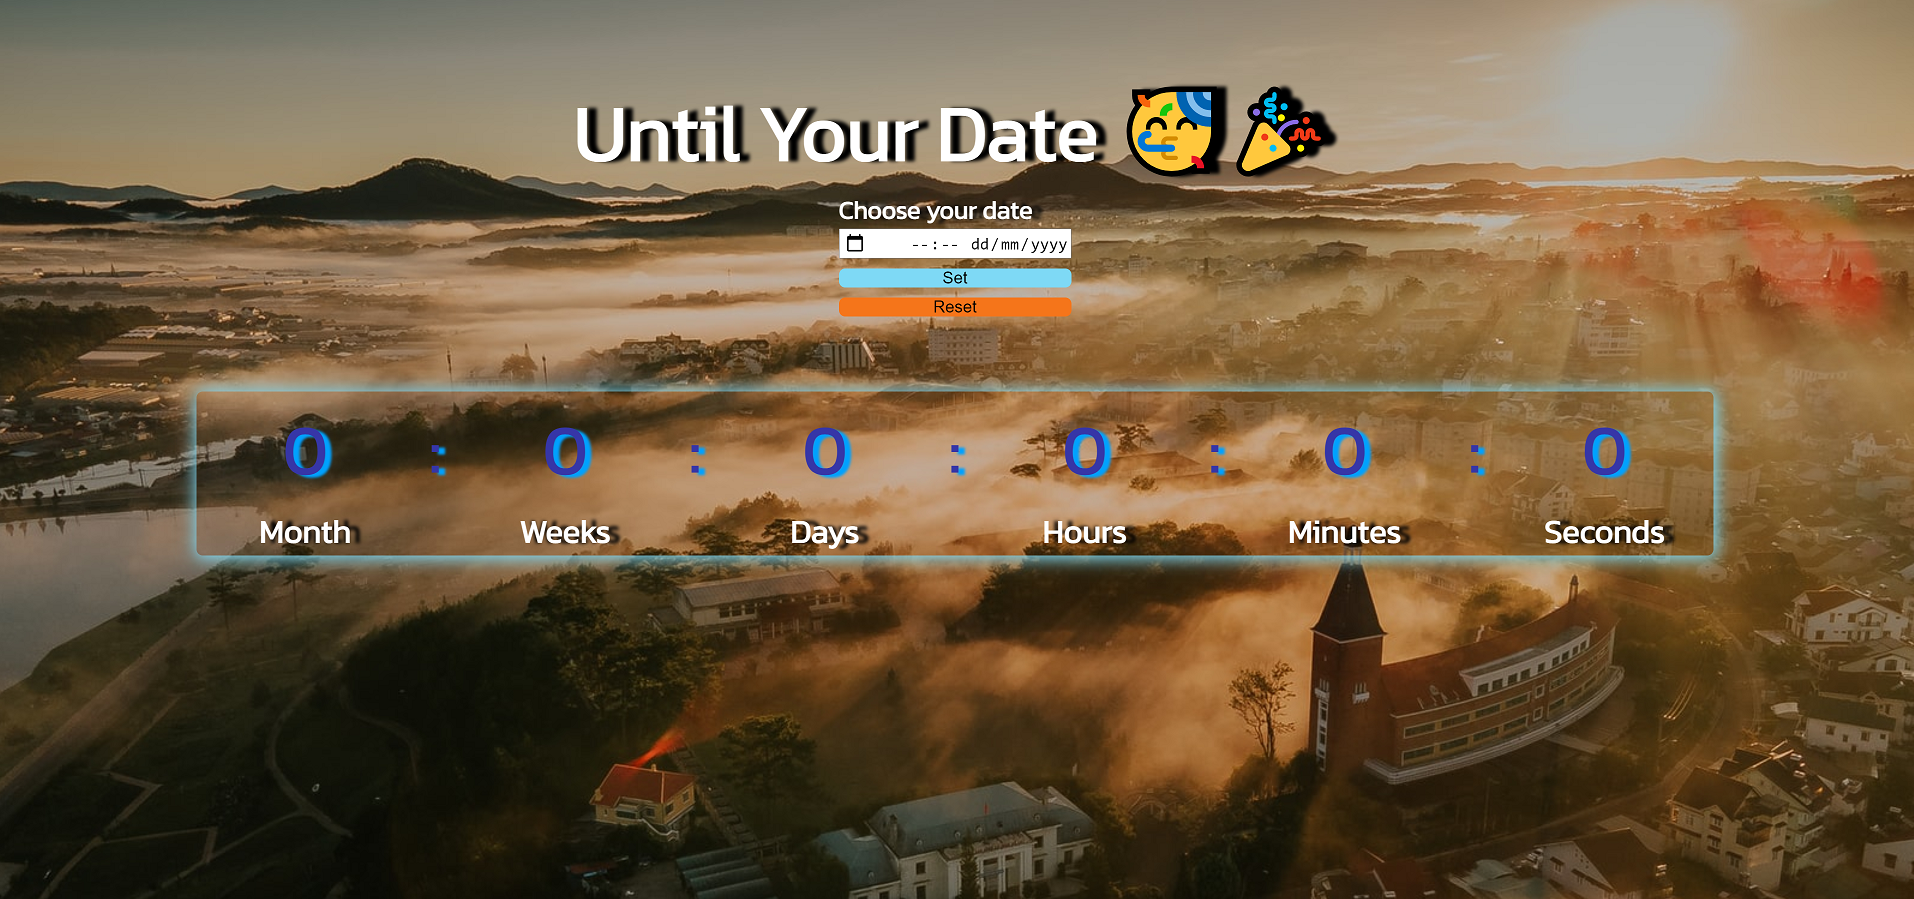 Until Your Date 🥳 🎉
Choose your date
--:-- dd/mm/yyyy
Set
Reset
0 : 0 : 0 : 0 : 0 : 0
Month Weeks Days Hours Minutes Seconds